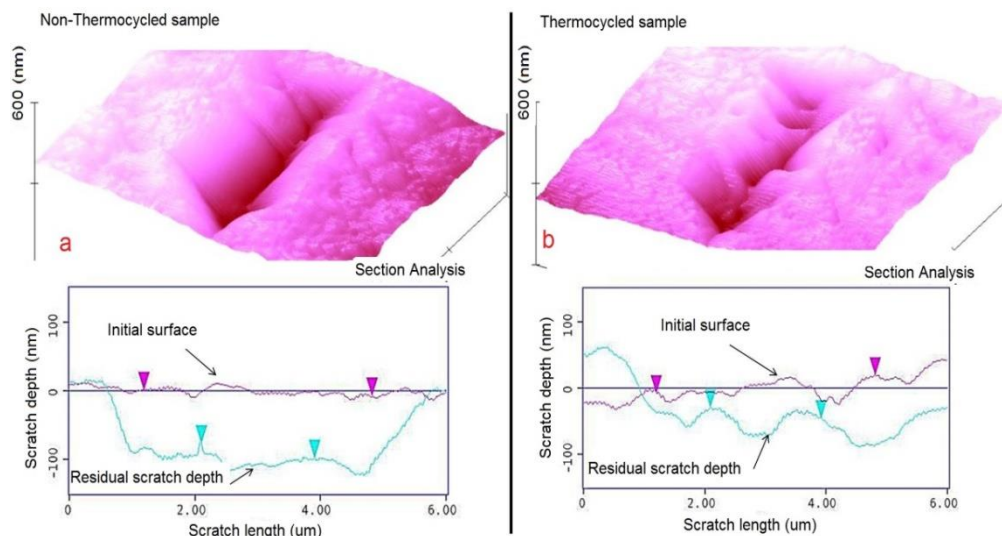 Non-Thermocycled sample
600 (nm)
a
Section Analysis
Scratch depth (nm)
100
0
-100
Initial surface
Residual scratch depth
0
2.00
4.00
6.00
Scratch length (um)
Thermocycled sample
600 (nm)
b
Section Analysis
Scratch depth (nm)
100
0
-100
Initial surface
Residual scratch depth
0
2.00
4.00
6.00
Scratch length (um)